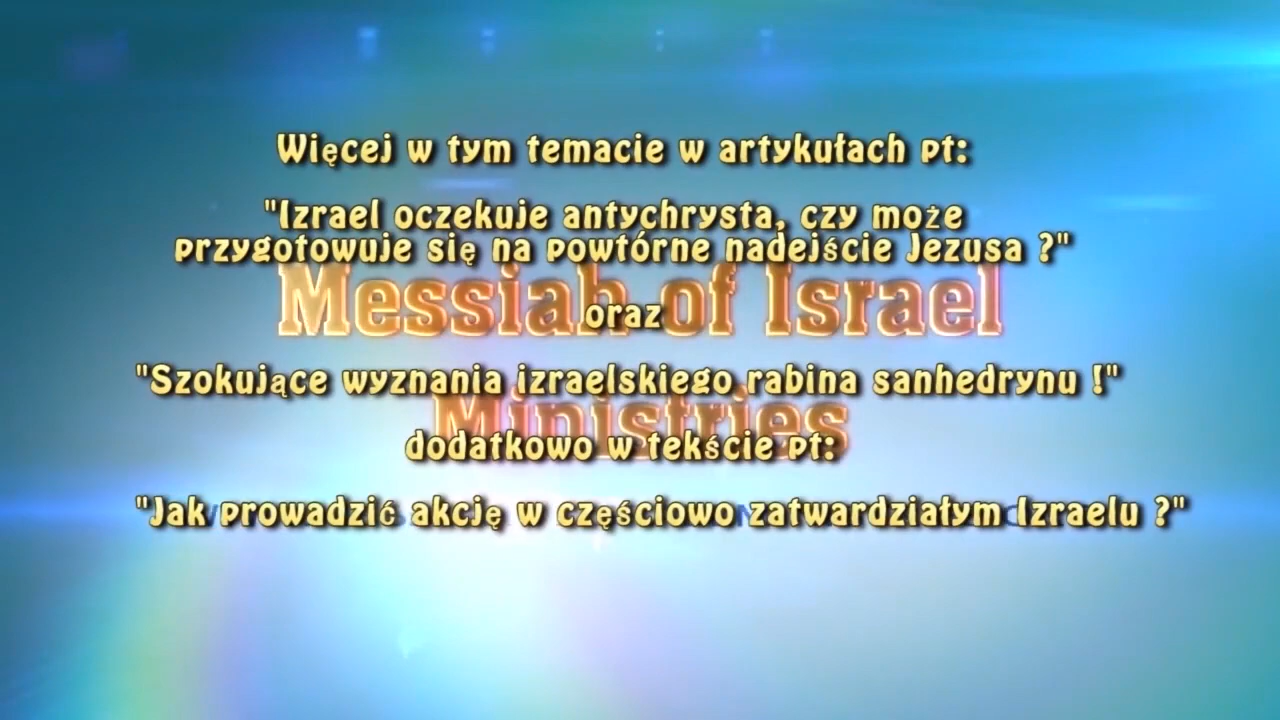 Więcej w tym temacie w artykułach pt:
"Izrael oczekuje antychrysta, czy może
przygotowuje się na powtórne nadejście Jezusa ?"
Messiah of Israel
oraz
"Szokujące wyznania izraelskiego rabina sanhedrynu !"
Ministries
dodatkowo w tekście pt:
"Jak prowadzić akcję w częściowo zatwardziałym Izraelu ?"